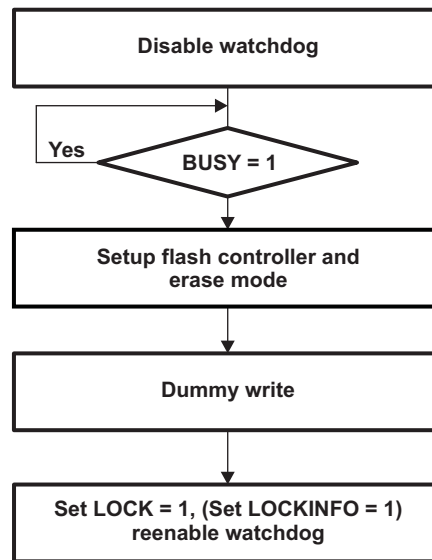 Disable watchdog
Yes
BUSY = 1
Setup flash controller and
erase mode
Dummy write
Set LOCK = 1, (Set LOCKINFO = 1)
reenable watchdog